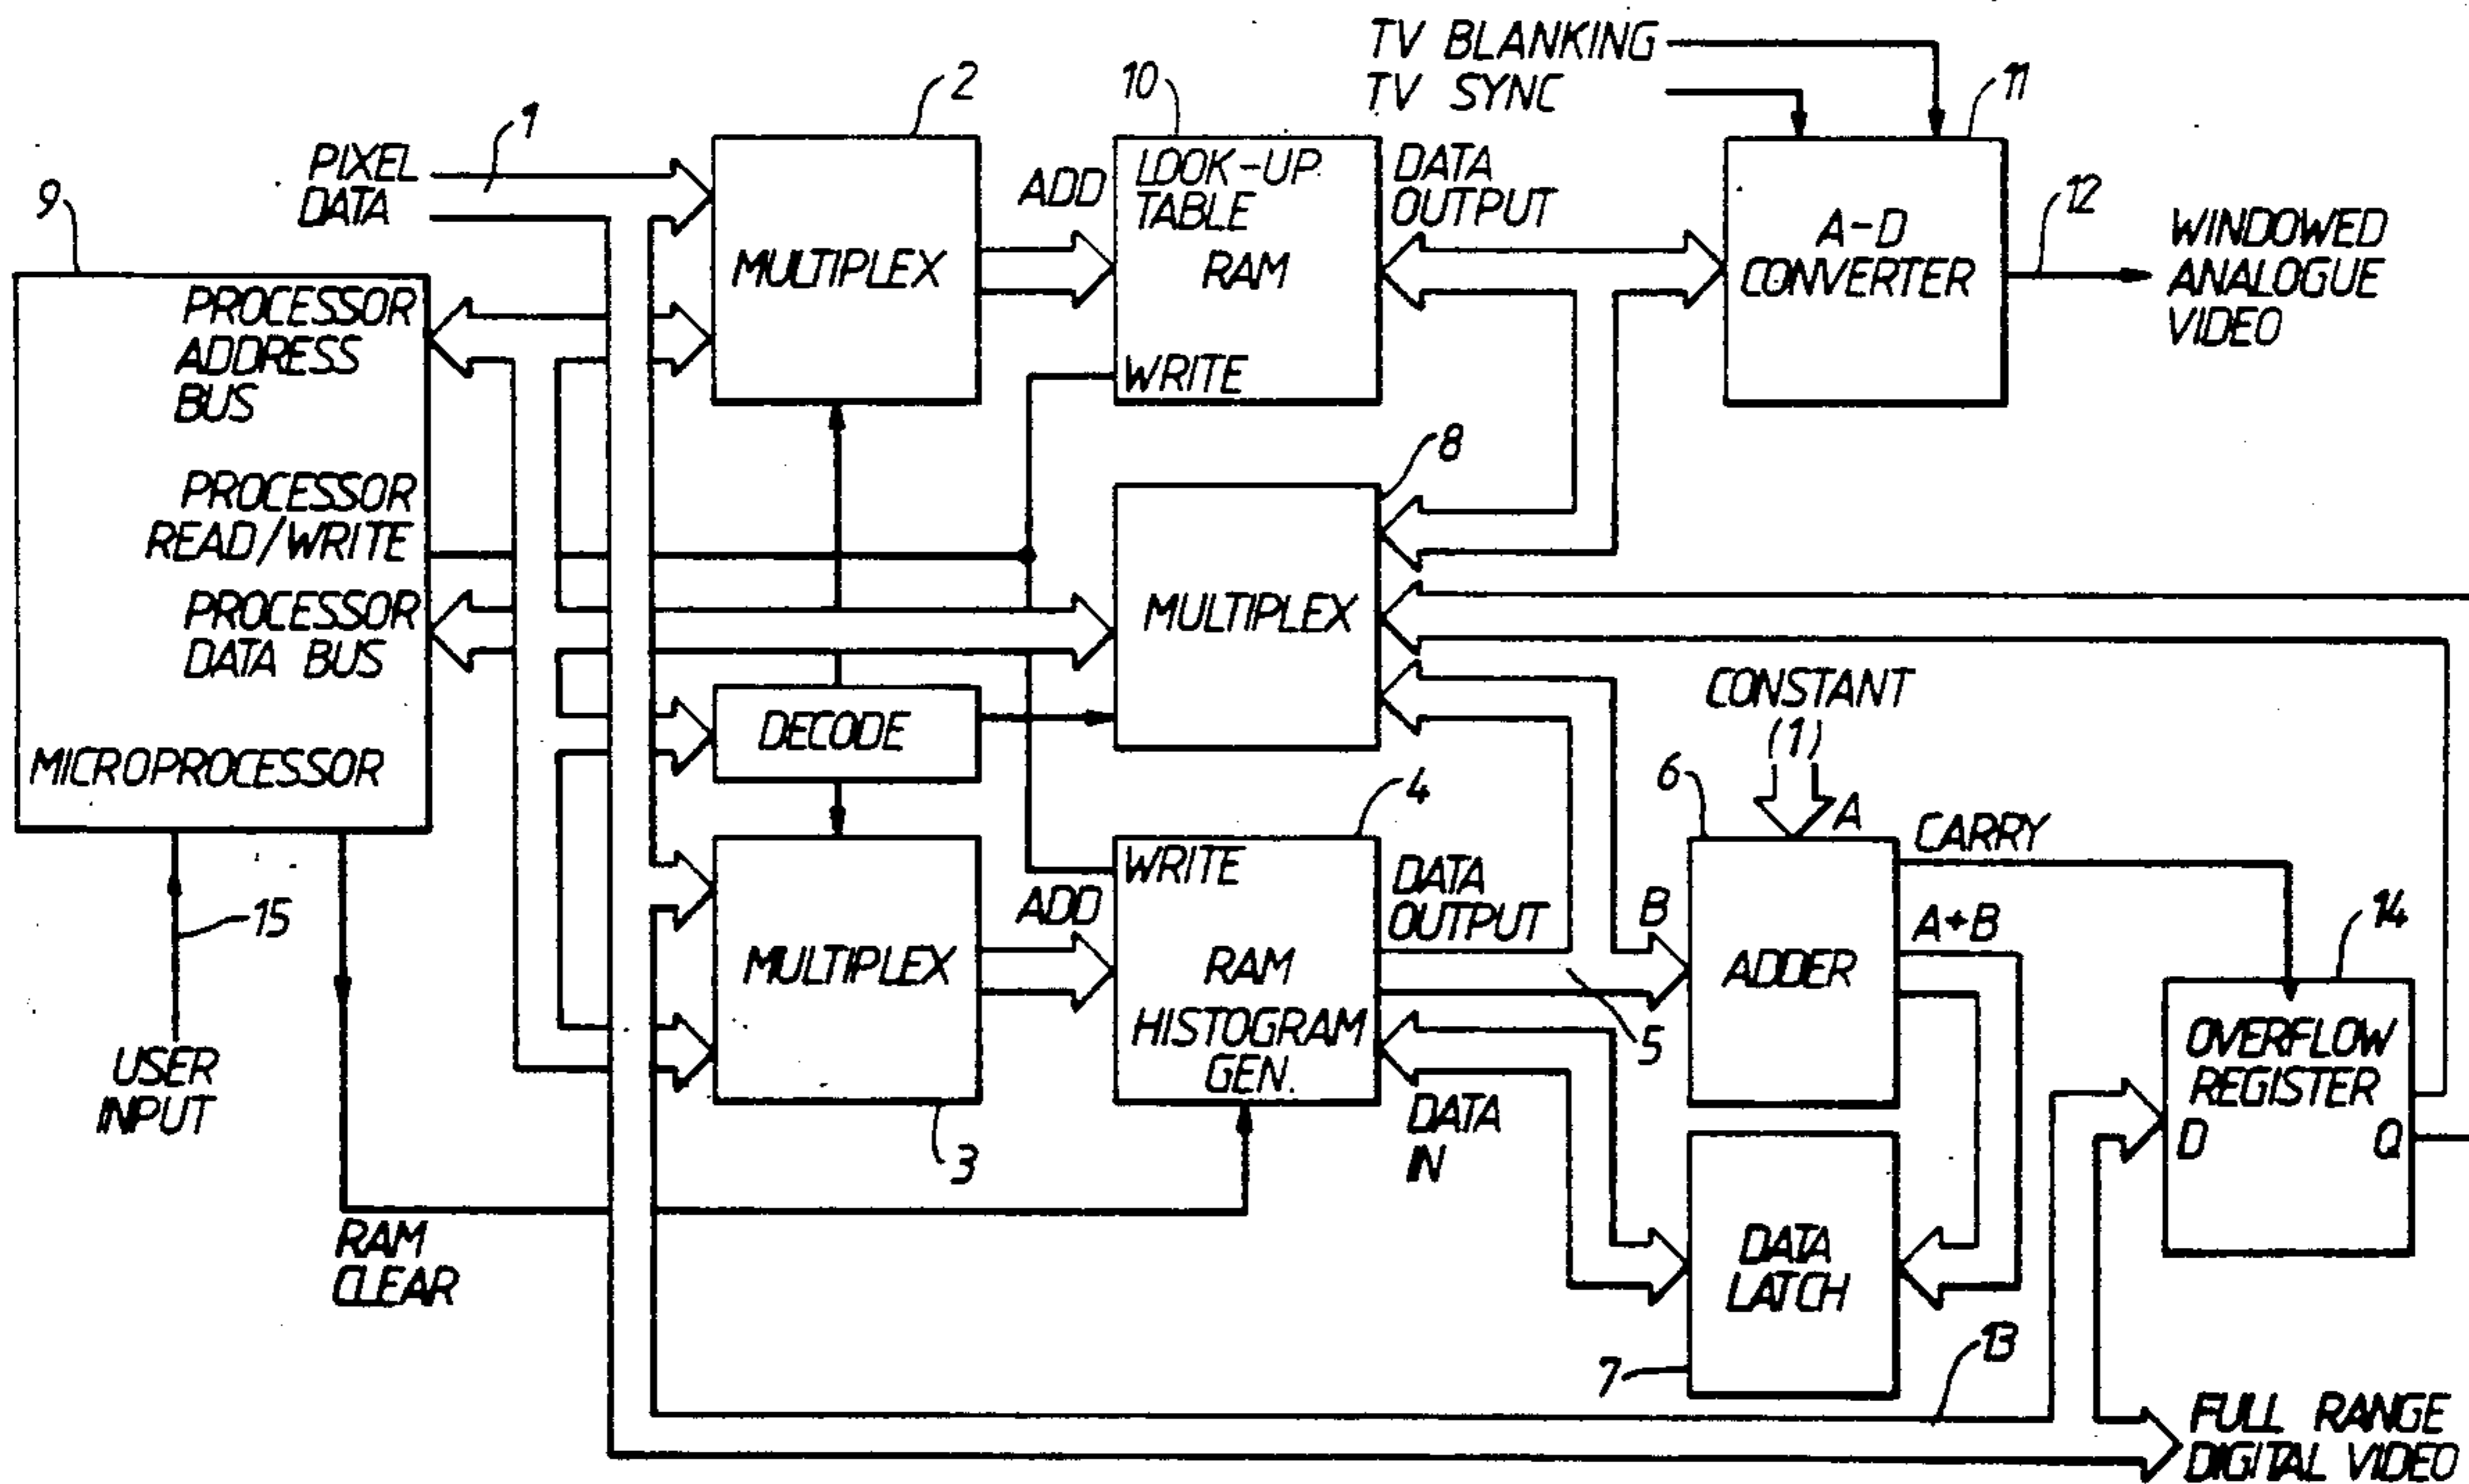 TV BLANKING
TV SYNC
1
2
10
11
PIXEL
DATA
ADD
LOOK-UP
TABLE
RAM
WRITE
DATA
OUTPUT
A-D
CONVERTER
12
WINDOWED
ANALOGUE
VIDEO
MULTIPLEX
9
PROCESSOR
ADDRESS
BUS
PROCESSOR
READ/WRITE
PROCESSOR
DATA BUS
MICROPROCESSOR
8
MULTIPLEX
DECODE
CONSTANT
(1)
6
A
CARRY
4
WRITE
ADD
RAM
HISTOGRAM
GEN.
DATA
OUTPUT
B
ADDER
A+B
14
MULTIPLEX
3
15
USER
INPUT
5
DATA
IN
OVERFLOW
REGISTER
D
Q
RAM
CLEAR
DATA
LATCH
7
13
FULL RANGE
DIGITAL VIDEO